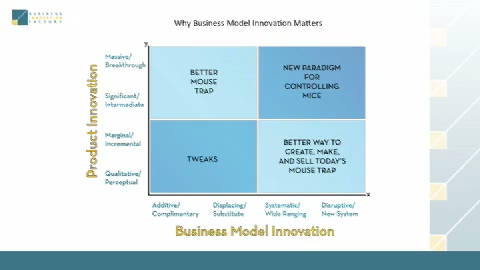 BUSINESS
INNOVATION
FACTORY
Why Business Model Innovation Matters
y
Massive/
Breakthrough
Significant/
Intermediate
Marginal/
Incremental
Qualitative/
Perceptual
Product Innovation
BETTER
MOUSE
TRAP
NEW PARADIGM
FOR
CONTROLLING
MICE
TWEAKS
BETTER WAY TO
CREATE, MAKE,
AND SELL TODAY'S
MOUSE TRAP
x
Additive/
Complimentary
Displacing/
Substitute
Systematic/
Wide Ranging
Disruptive/
New System
Business Model Innovation